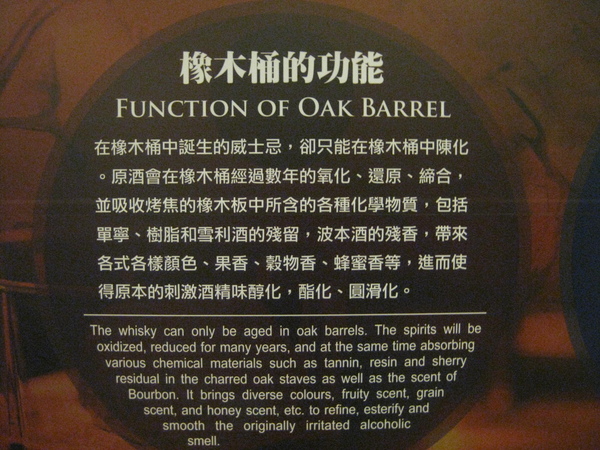 橡木桶的功能
FUNCTION OF OAK BARREL
在橡木桶中誕生的威士忌，卻只能在橡木桶中陳化
。原酒會在橡木桶經過數年的氧化、還原、締合，
並吸收烤焦的橡木板中所含的各種化學物質，包括
單寧、樹脂和雪利酒的殘留，波本酒的殘香，帶來
各式各樣顏色、果香、穀物香、蜂蜜香等，進而使
得原本的刺激酒精味醇化，酯化、圓滑化。
The whisky can only be aged in oak barrels. The spirits will be
oxidized, reduced for many years, and at the same time absorbing
various chemical materials such as tannin, resin and sherry
residual in the charred oak staves as well as the scent of
Bourbon. It brings diverse colours, fruity scent, grain
scent, and honey scent, etc. to refine, esterify and
smooth the originally irritated alcoholic
smell.